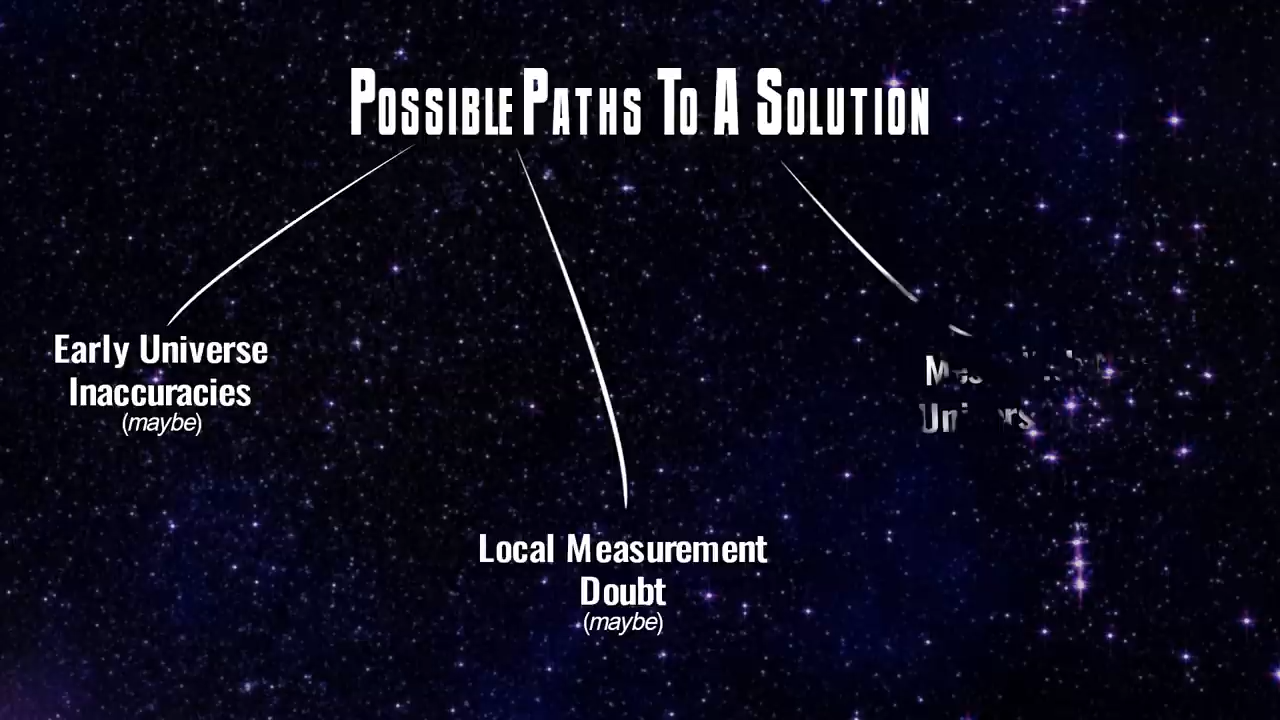 Possible Paths To A Solution
Early Universe
Inaccuracies
(maybe)
Local Measurement
Doubt
(maybe)